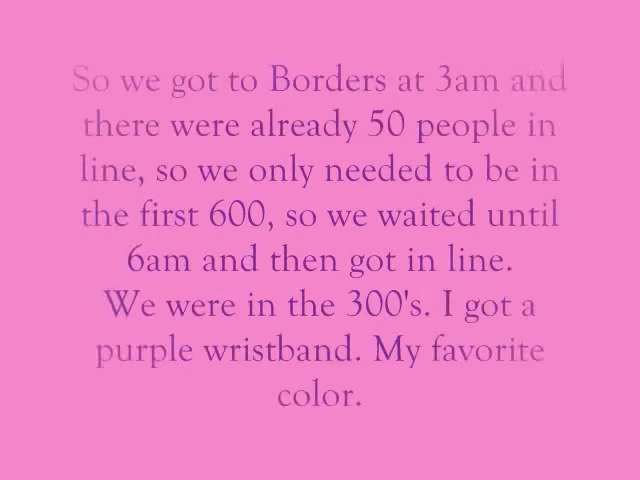 So we got to Borders at 3am and
there were already 50 people in
line, so we only needed to be in
the first 600, so we waited until
6am and then got in line.
We were in the 300's. I got a
purple wristband. My favorite
color.